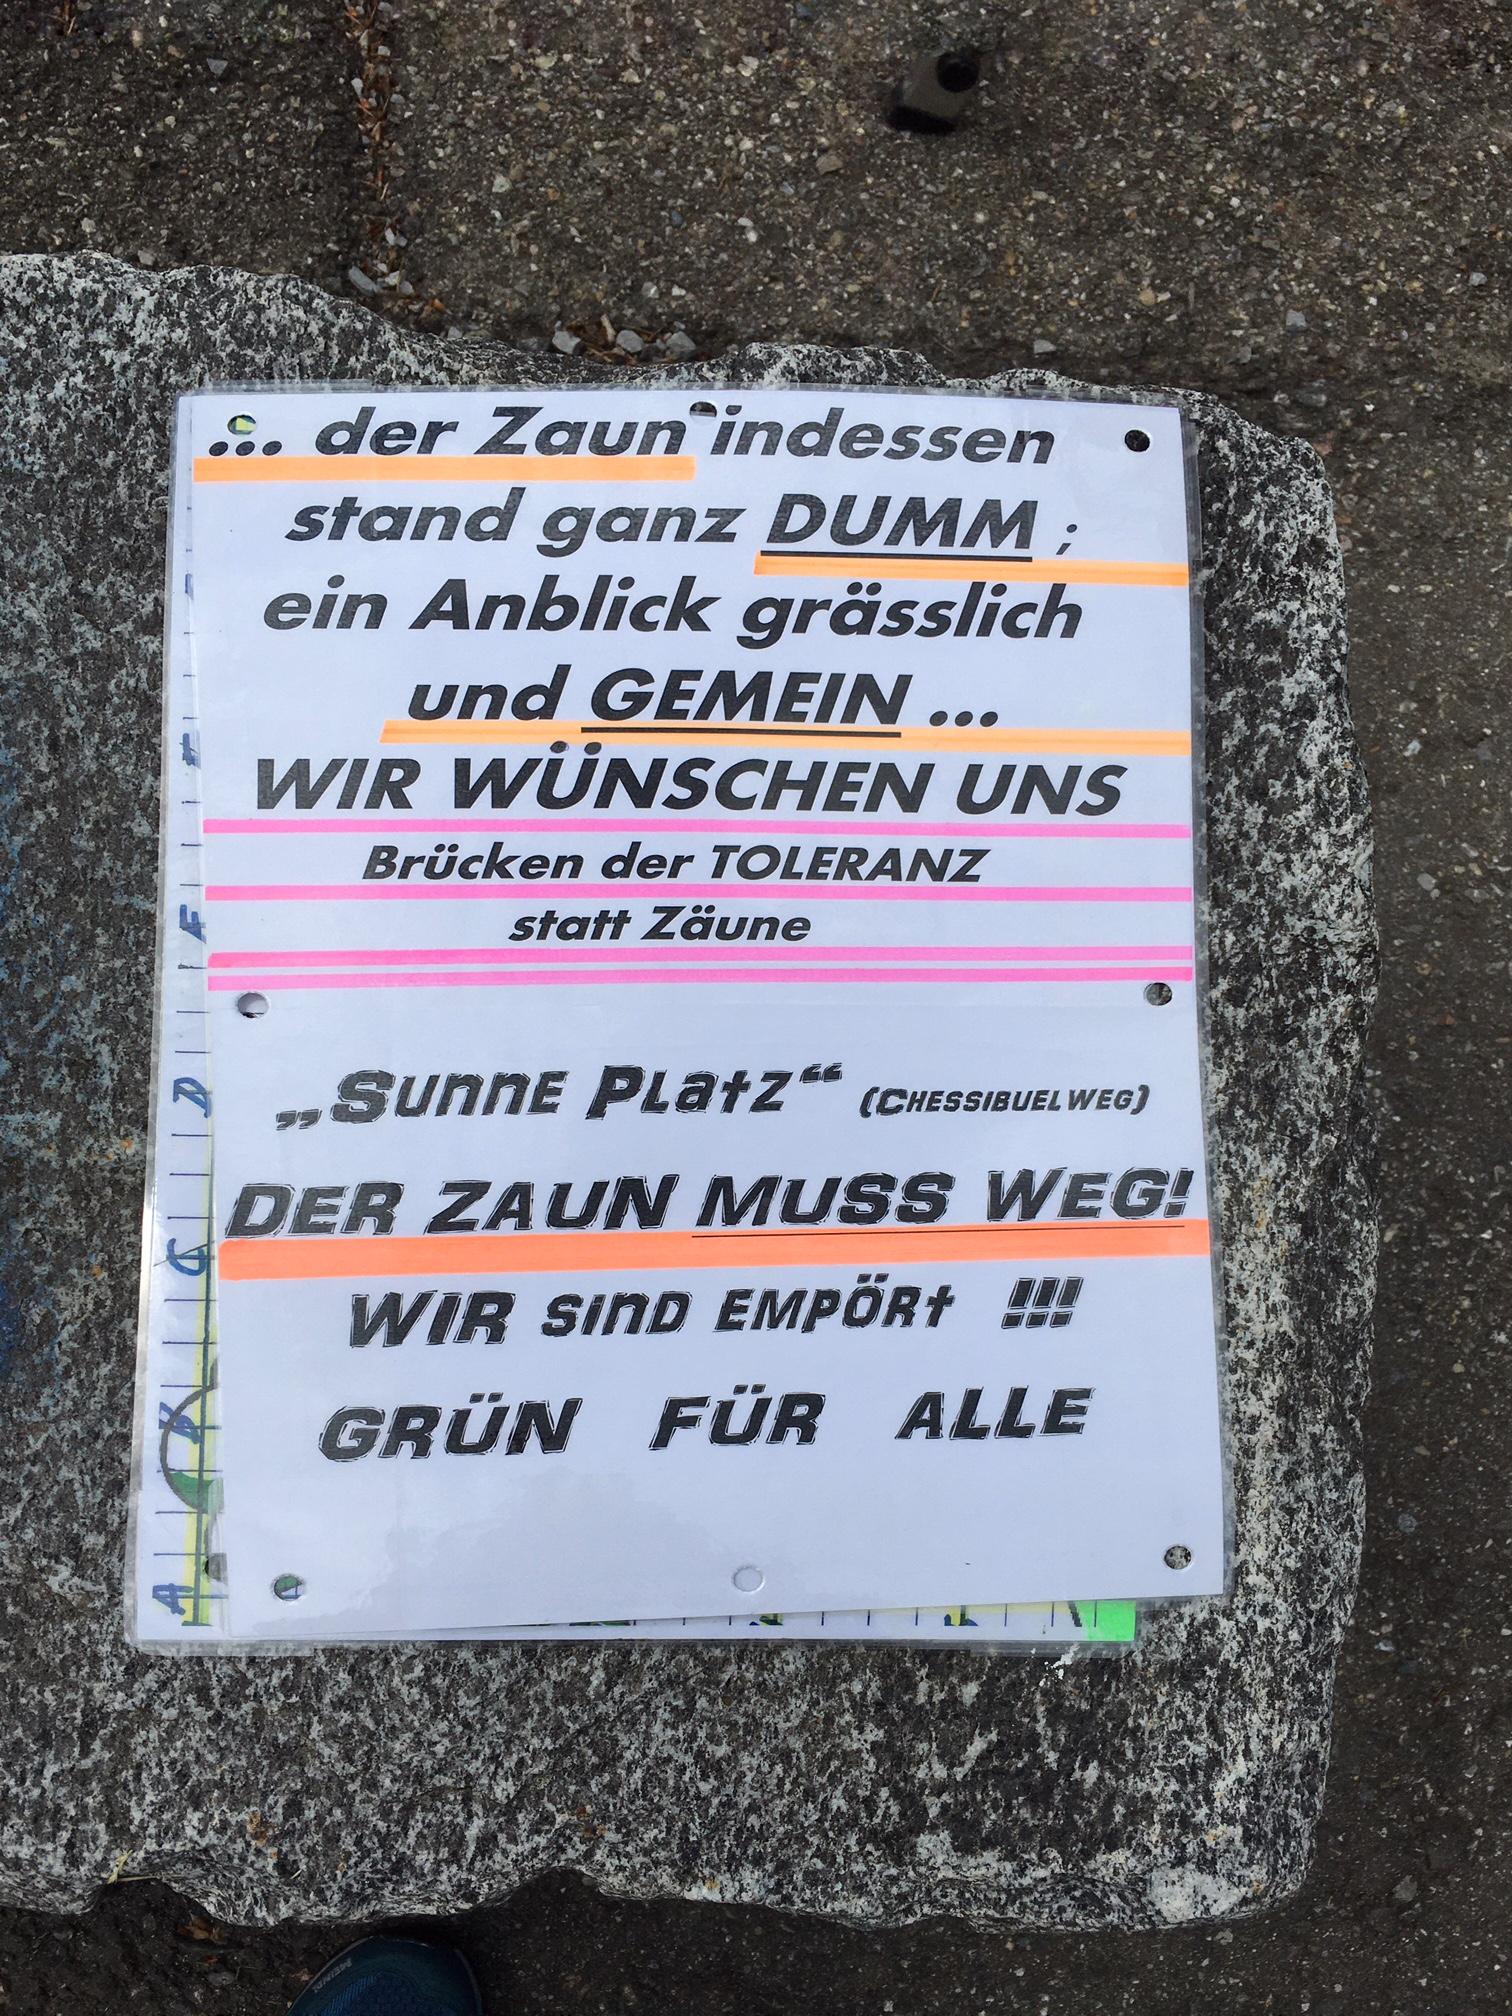 ... der Zaun indessen
stand ganz DUMM ;
ein Anblick grässlich
und GEMEIN ...
WIR WÜNSCHEN UNS
Brücken der TOLERANZ
statt Zäune
„Sunne Platz“ (Chessibuelweg)
DER ZAUN MUSS WEG!
WIR sind EMPÖRt !!!
GRÜN FÜR ALLE
F
D
C
A